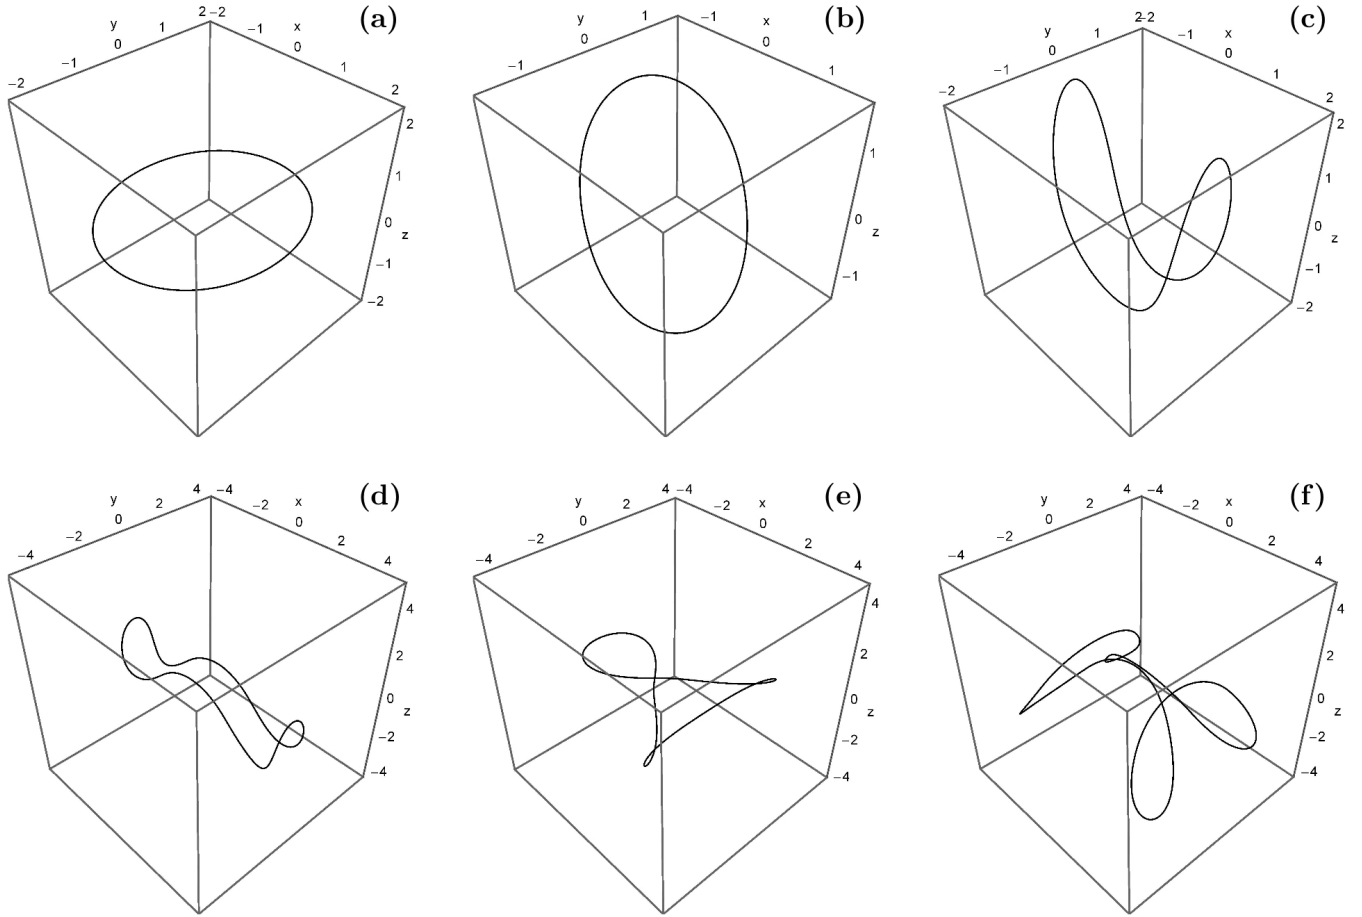 (a) (b) (c)
y 2 −2 x
−2 −1 0 1 −1 0 1 2
2 1 0 −1 −2 z
y 1 −1 x
−1 0 0 1
1 0 −1 z
y 2 −2 x
−2 −1 0 1 −1 0 1 2
2 1 0 −1 −2 z
(d) (e) (f)
y 4 −4 x
−4 −2 0 2 −2 0 2 4
4 2 0 −2 −4 z
y 4 −4 x
−4 −2 0 2 −2 0 2 4
4 2 0 −2 −4 z
y 4 −4 x
−4 −2 0 2 −2 0 2 4
4 2 0 −2 −4 z